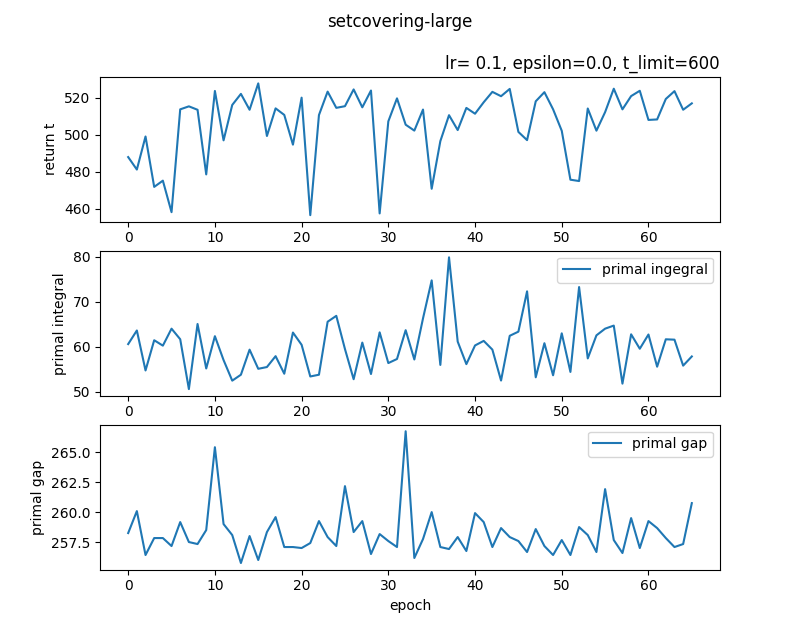 setcovering-large
lr= 0.1, epsilon=0.0, t_limit=600
return t
520
500
480
460
0 10 20 30 40 50 60
primal integral
80
70
60
50
primal ingegral
0 10 20 30 40 50 60
primal gap
265.0
262.5
260.0
257.5
primal gap
0 10 20 30 40 50 60
epoch